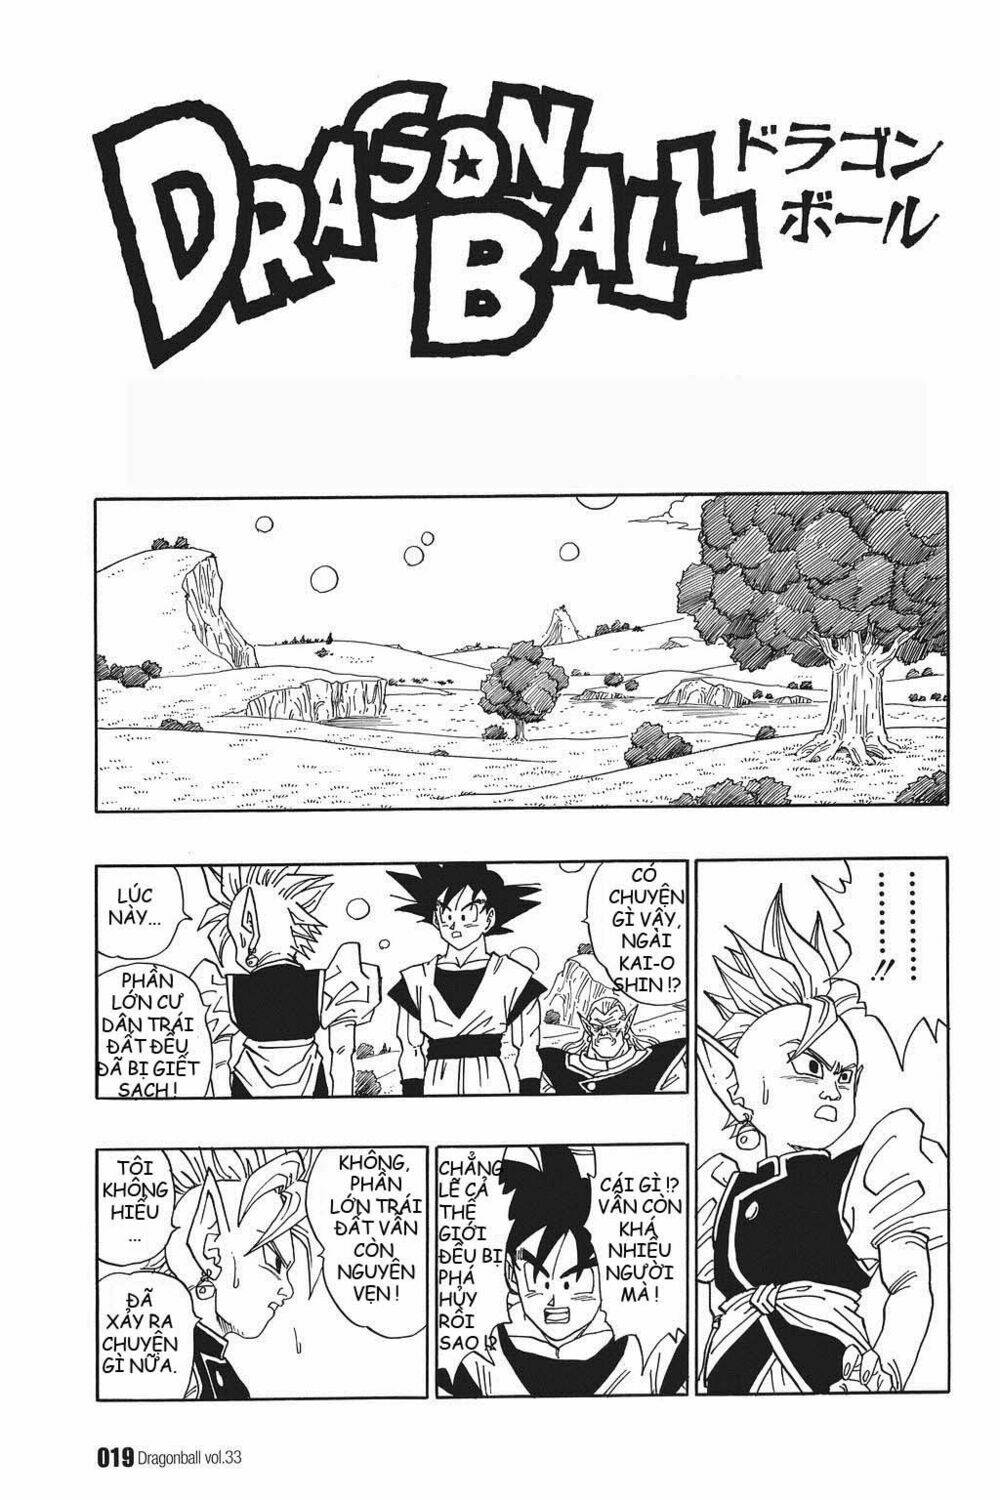 DRAGON
BALL
ドラゴン
ボール
...........!!
CÓ
CHUYỆN
GÌ VẬY,
NGÀI
KAI-O
SHIN!?
LÚC
NÀY...
PHẦN
LỚN CƯ
DÂN TRÁI
ĐẤT ĐỀU
ĐÃ BỊ GIẾT
SẠCH!
CÁI GÌ!?
VẪN CÒN
KHÁ
NHIỀU
NGƯỜI
MÀ!
CHẲNG
LẼ CẢ
THẾ
GIỚI
ĐỀU BỊ
PHÁ
HỦY
RỒI
SAO!?
KHÔNG,
PHẦN
LỚN TRÁI
ĐẤT VẪN
CÒN
NGUYÊN
VẸN!
TÔI
KHÔNG
HIỂU
...
ĐÃ
XẢY RA
CHUYỆN
GÌ NỮA.
019 Dragonball vol.33